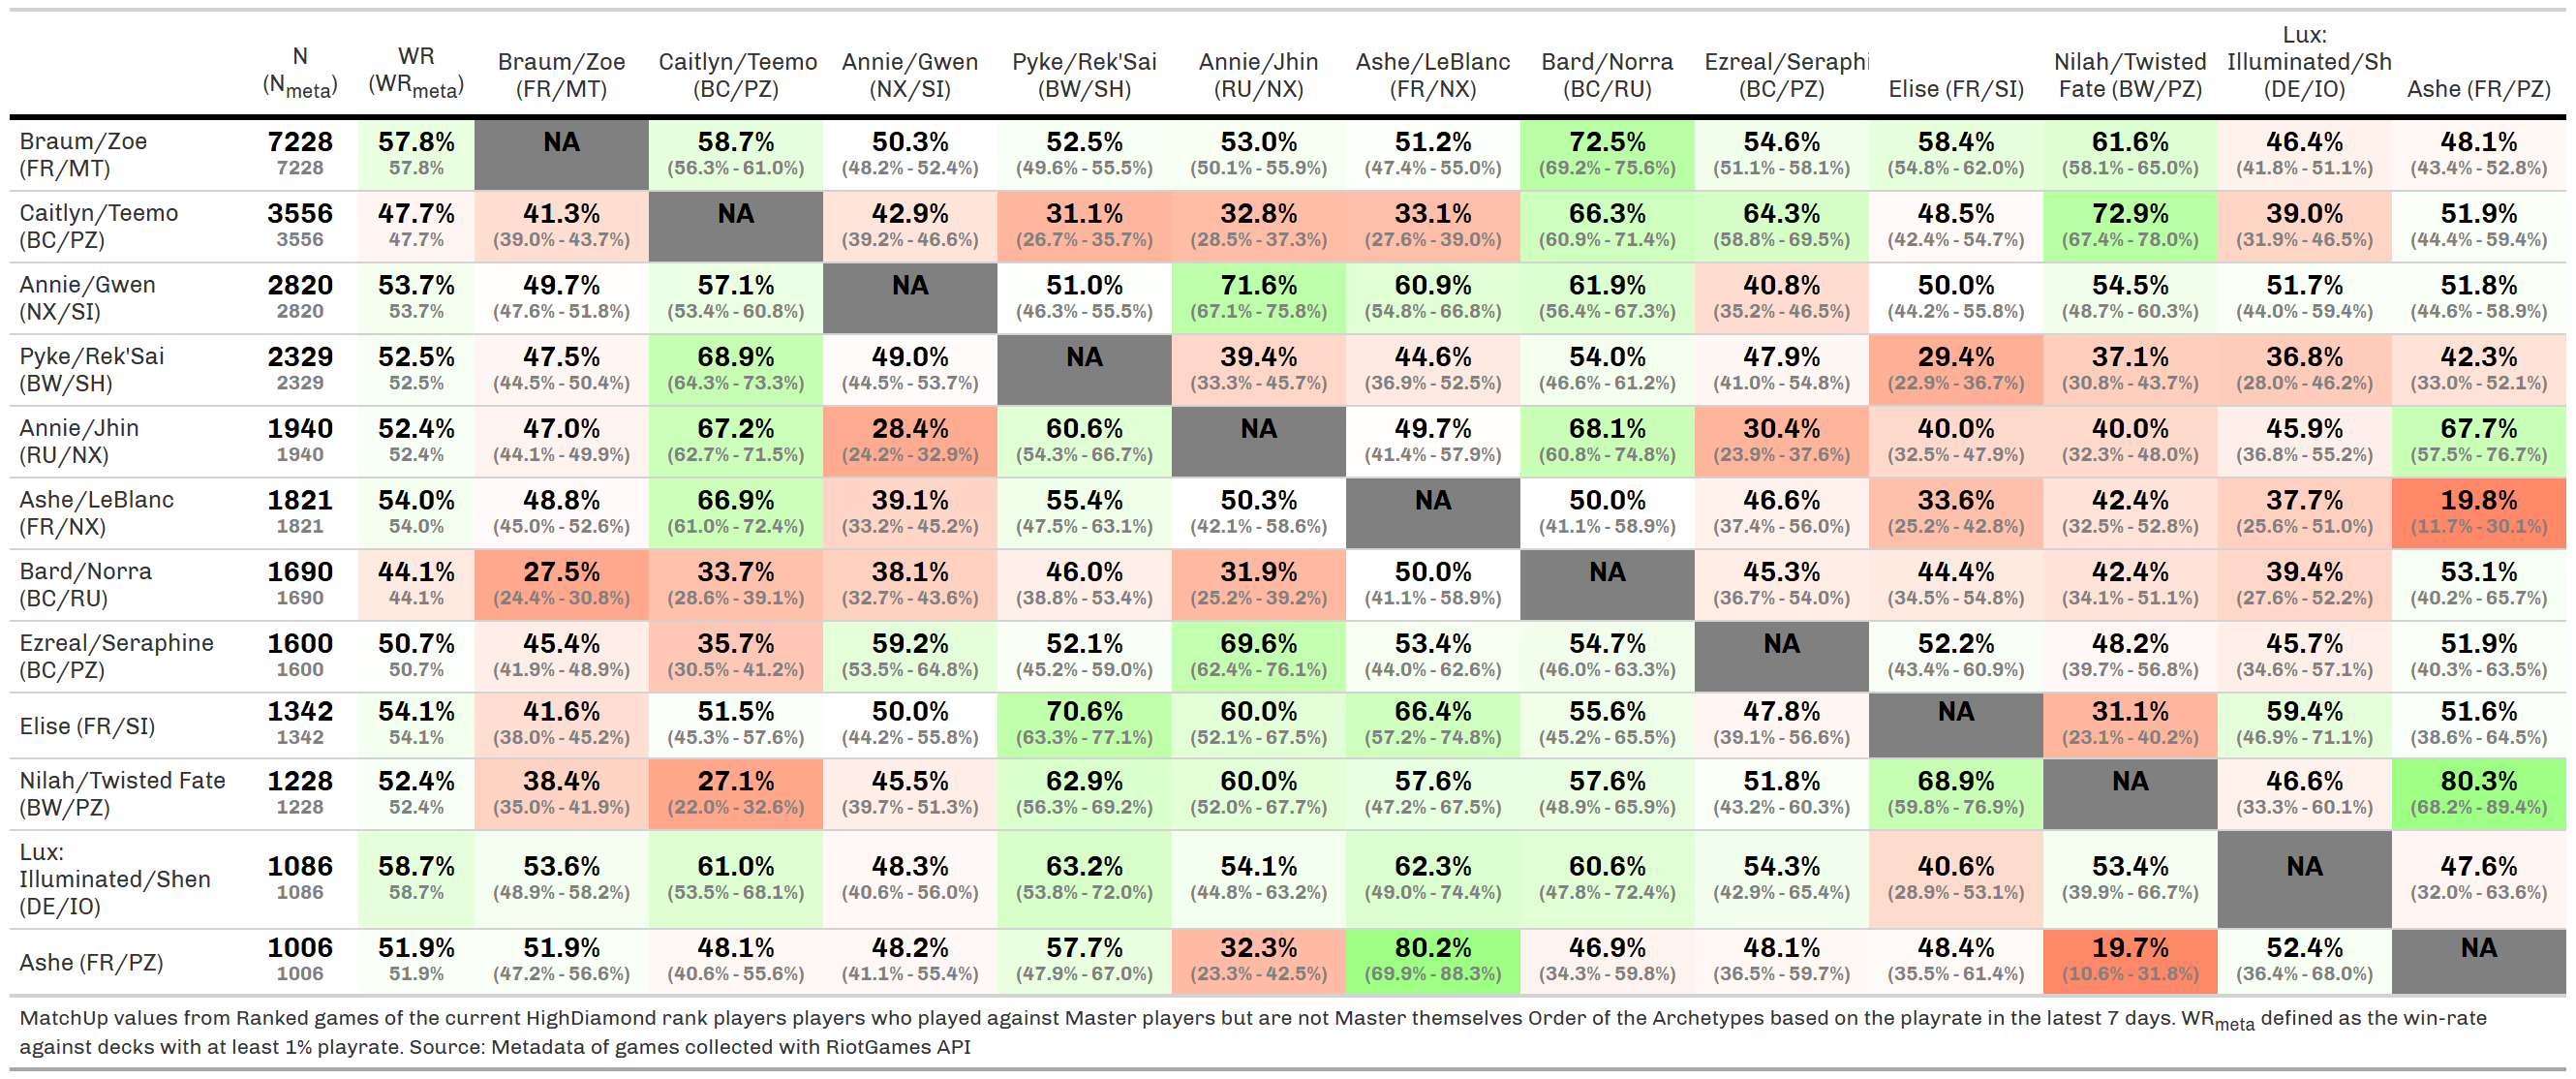 N (Nmeta) WR (WRmeta) Braum/Zoe (FR/MT) Caitlyn/Teemo (BC/PZ) Annie/Gwen (NX/SI) Pyke/Rek'Sai (BW/SH) Annie/Jhin (RU/NX) Ashe/LeBlanc (FR/NX) Bard/Norra (BC/RU) Ezreal/Seraphi (BC/PZ) Elise (FR/SI) Nilah/Twisted Fate (BW/PZ) Lux: Illuminated/Sh (DE/IO) Ashe (FR/PZ)
Braum/Zoe 7228 57.8% NA 58.7% 50.3% 52.5% 53.0% 51.2% 72.5% 54.6% 58.4% 61.6% 46.4% 48.1%
(FR/MT) 7228 57.8% (56.3% - 61.0%) (48.2% - 52.4%) (49.6% - 55.5%) (50.1% - 55.9%) (47.4% - 55.0%) (69.2% - 75.6%) (51.1% - 58.1%) (54.8% - 62.0%) (58.1% - 65.0%) (41.8% - 51.1%) (43.4% - 52.8%)
Caitlyn/Teemo 3556 47.7% 41.3% NA 42.9% 31.1% 32.8% 33.1% 66.3% 64.3% 48.5% 72.9% 39.0% 51.9%
(BC/PZ) 3556 47.7% (39.0% - 43.7%) (39.2% - 46.6%) (26.7% - 35.7%) (28.5% - 37.3%) (27.6% - 39.0%) (60.9% - 71.4%) (58.8% - 69.5%) (42.4% - 54.7%) (67.4% - 78.0%) (31.9% - 46.5%) (44.4% - 59.4%)
Annie/Gwen 2820 53.7% 49.7% 57.1% NA 51.0% 71.6% 60.9% 61.9% 40.8% 50.0% 54.5% 51.7% 51.8%
(NX/SI) 2820 53.7% (47.6% - 51.8%) (53.4% - 60.8%) (46.3% - 55.5%) (67.1% - 75.8%) (54.8% - 66.8%) (56.4% - 67.3%) (35.2% - 46.5%) (44.2% - 55.8%) (48.7% - 60.3%) (44.0% - 59.4%) (44.6% - 58.9%)
Pyke/Rek'Sai 2329 52.5% 47.5% 68.9% 49.0% NA 39.4% 44.6% 54.0% 47.9% 29.4% 37.1% 36.8% 42.3%
(BW/SH) 2329 52.5% (44.5% - 50.4%) (64.3% - 73.3%) (44.5% - 53.7%) (33.3% - 45.7%) (36.9% - 52.5%) (46.6% - 61.2%) (41.0% - 54.8%) (22.9% - 36.7%) (30.8% - 43.7%) (28.0% - 46.2%) (33.0% - 52.1%)
Annie/Jhin 1940 52.4% 47.0% 67.2% 28.4% 60.6% NA 49.7% 68.1% 30.4% 40.0% 40.0% 45.9% 67.7%
(RU/NX) 1940 52.4% (44.1% - 49.9%) (62.7% - 71.5%) (24.2% - 32.9%) (54.3% - 66.7%) (41.4% - 57.9%) (60.8% - 74.8%) (23.9% - 37.6%) (32.5% - 47.9%) (32.3% - 48.0%) (36.8% - 55.2%) (57.5% - 76.7%)
Ashe/LeBlanc 1821 54.0% 48.8% 66.9% 39.1% 55.4% 50.3% NA 50.0% 46.6% 33.6% 42.4% 37.7% 19.8%
(FR/NX) 1821 54.0% (45.0% - 52.6%) (61.0% - 72.4%) (33.2% - 45.2%) (47.5% - 63.1%) (42.1% - 58.6%) (41.1% - 58.9%) (37.4% - 56.0%) (25.2% - 42.8%) (32.5% - 52.8%) (25.6% - 51.0%) (11.7% - 30.1%)
Bard/Norra 1690 44.1% 27.5% 33.7% 38.1% 46.0% 31.9% 50.0% NA 45.3% 44.4% 42.4% 39.4% 53.1%
(BC/RU) 1690 44.1% (24.4% - 30.8%) (28.6% - 39.1%) (32.7% - 43.6%) (38.8% - 53.4%) (25.2% - 39.2%) (41.1% - 58.9%) (36.7% - 54.0%) (34.5% - 54.8%) (34.1% - 51.1%) (27.6% - 52.2%) (40.2% - 65.7%)
Ezreal/Seraphine 1600 50.7% 45.4% 35.7% 59.2% 52.1% 69.6% 53.4% 54.7% NA 52.2% 48.2% 45.7% 51.9%
(BC/PZ) 1600 50.7% (41.9% - 48.9%) (30.5% - 41.2%) (53.5% - 64.8%) (45.2% - 59.0%) (62.4% - 76.1%) (44.0% - 62.6%) (46.0% - 63.3%) (43.4% - 60.9%) (39.7% - 56.8%) (34.6% - 57.1%) (40.3% - 63.5%)
Elise (FR/SI) 1342 54.1% 41.6% 51.5% 50.0% 70.6% 60.0% 66.4% 55.6% 47.8% NA 31.1% 59.4% 51.6%
1342 54.1% (38.0% - 45.2%) (45.3% - 57.6%) (44.2% - 55.8%) (63.3% - 77.1%) (52.1% - 67.5%) (57.2% - 74.8%) (45.2% - 65.5%) (39.1% - 56.6%) (23.1% - 40.2%) (46.9% - 71.1%) (38.6% - 64.5%)
Nilah/Twisted Fate 1228 52.4% 38.4% 27.1% 45.5% 62.9% 60.0% 57.6% 57.6% 51.8% 68.9% NA 46.6% 80.3%
(BW/PZ) 1228 52.4% (35.0% - 41.9%) (22.0% - 32.6%) (39.7% - 51.3%) (56.3% - 69.2%) (52.0% - 67.7%) (47.2% - 67.5%) (48.9% - 65.9%) (43.2% - 60.3%) (59.8% - 76.9%) (33.3% - 60.1%) (68.2% - 89.4%)
Lux:
Illuminated/Shen 1086 58.7% 53.6% 61.0% 48.3% 63.2% 54.1% 62.3% 60.6% 54.3% 40.6% 53.4% NA 47.6%
(DE/IO) 1086 58.7% (48.9% - 58.2%) (53.5% - 68.1%) (40.6% - 56.0%) (53.8% - 72.0%) (44.8% - 63.2%) (49.0% - 74.4%) (47.8% - 72.4%) (42.9% - 65.4%) (28.9% - 53.1%) (39.9% - 66.7%) (32.0% - 63.6%)
Ashe (FR/PZ) 1006 51.9% 51.9% 48.1% 48.2% 57.7% 32.3% 80.2% 46.9% 48.1% 48.4% 19.7% 52.4% NA
1006 51.9% (47.2% - 56.6%) (40.6% - 55.6%) (41.1% - 55.4%) (47.9% - 67.0%) (23.3% - 42.5%) (69.9% - 88.3%) (34.3% - 59.8%) (36.5% - 59.7%) (35.5% - 61.4%) (10.6% - 31.8%) (36.4% - 68.0%)
MatchUp values from Ranked games of the current HighDiamond rank players players who played against Master players but are not Master themselves Order of the Archetypes based on the playrate in the latest 7 days. WRmeta defined as the win-rate
against decks with at least 1% playrate. Source: Metadata of games collected with RiotGames API